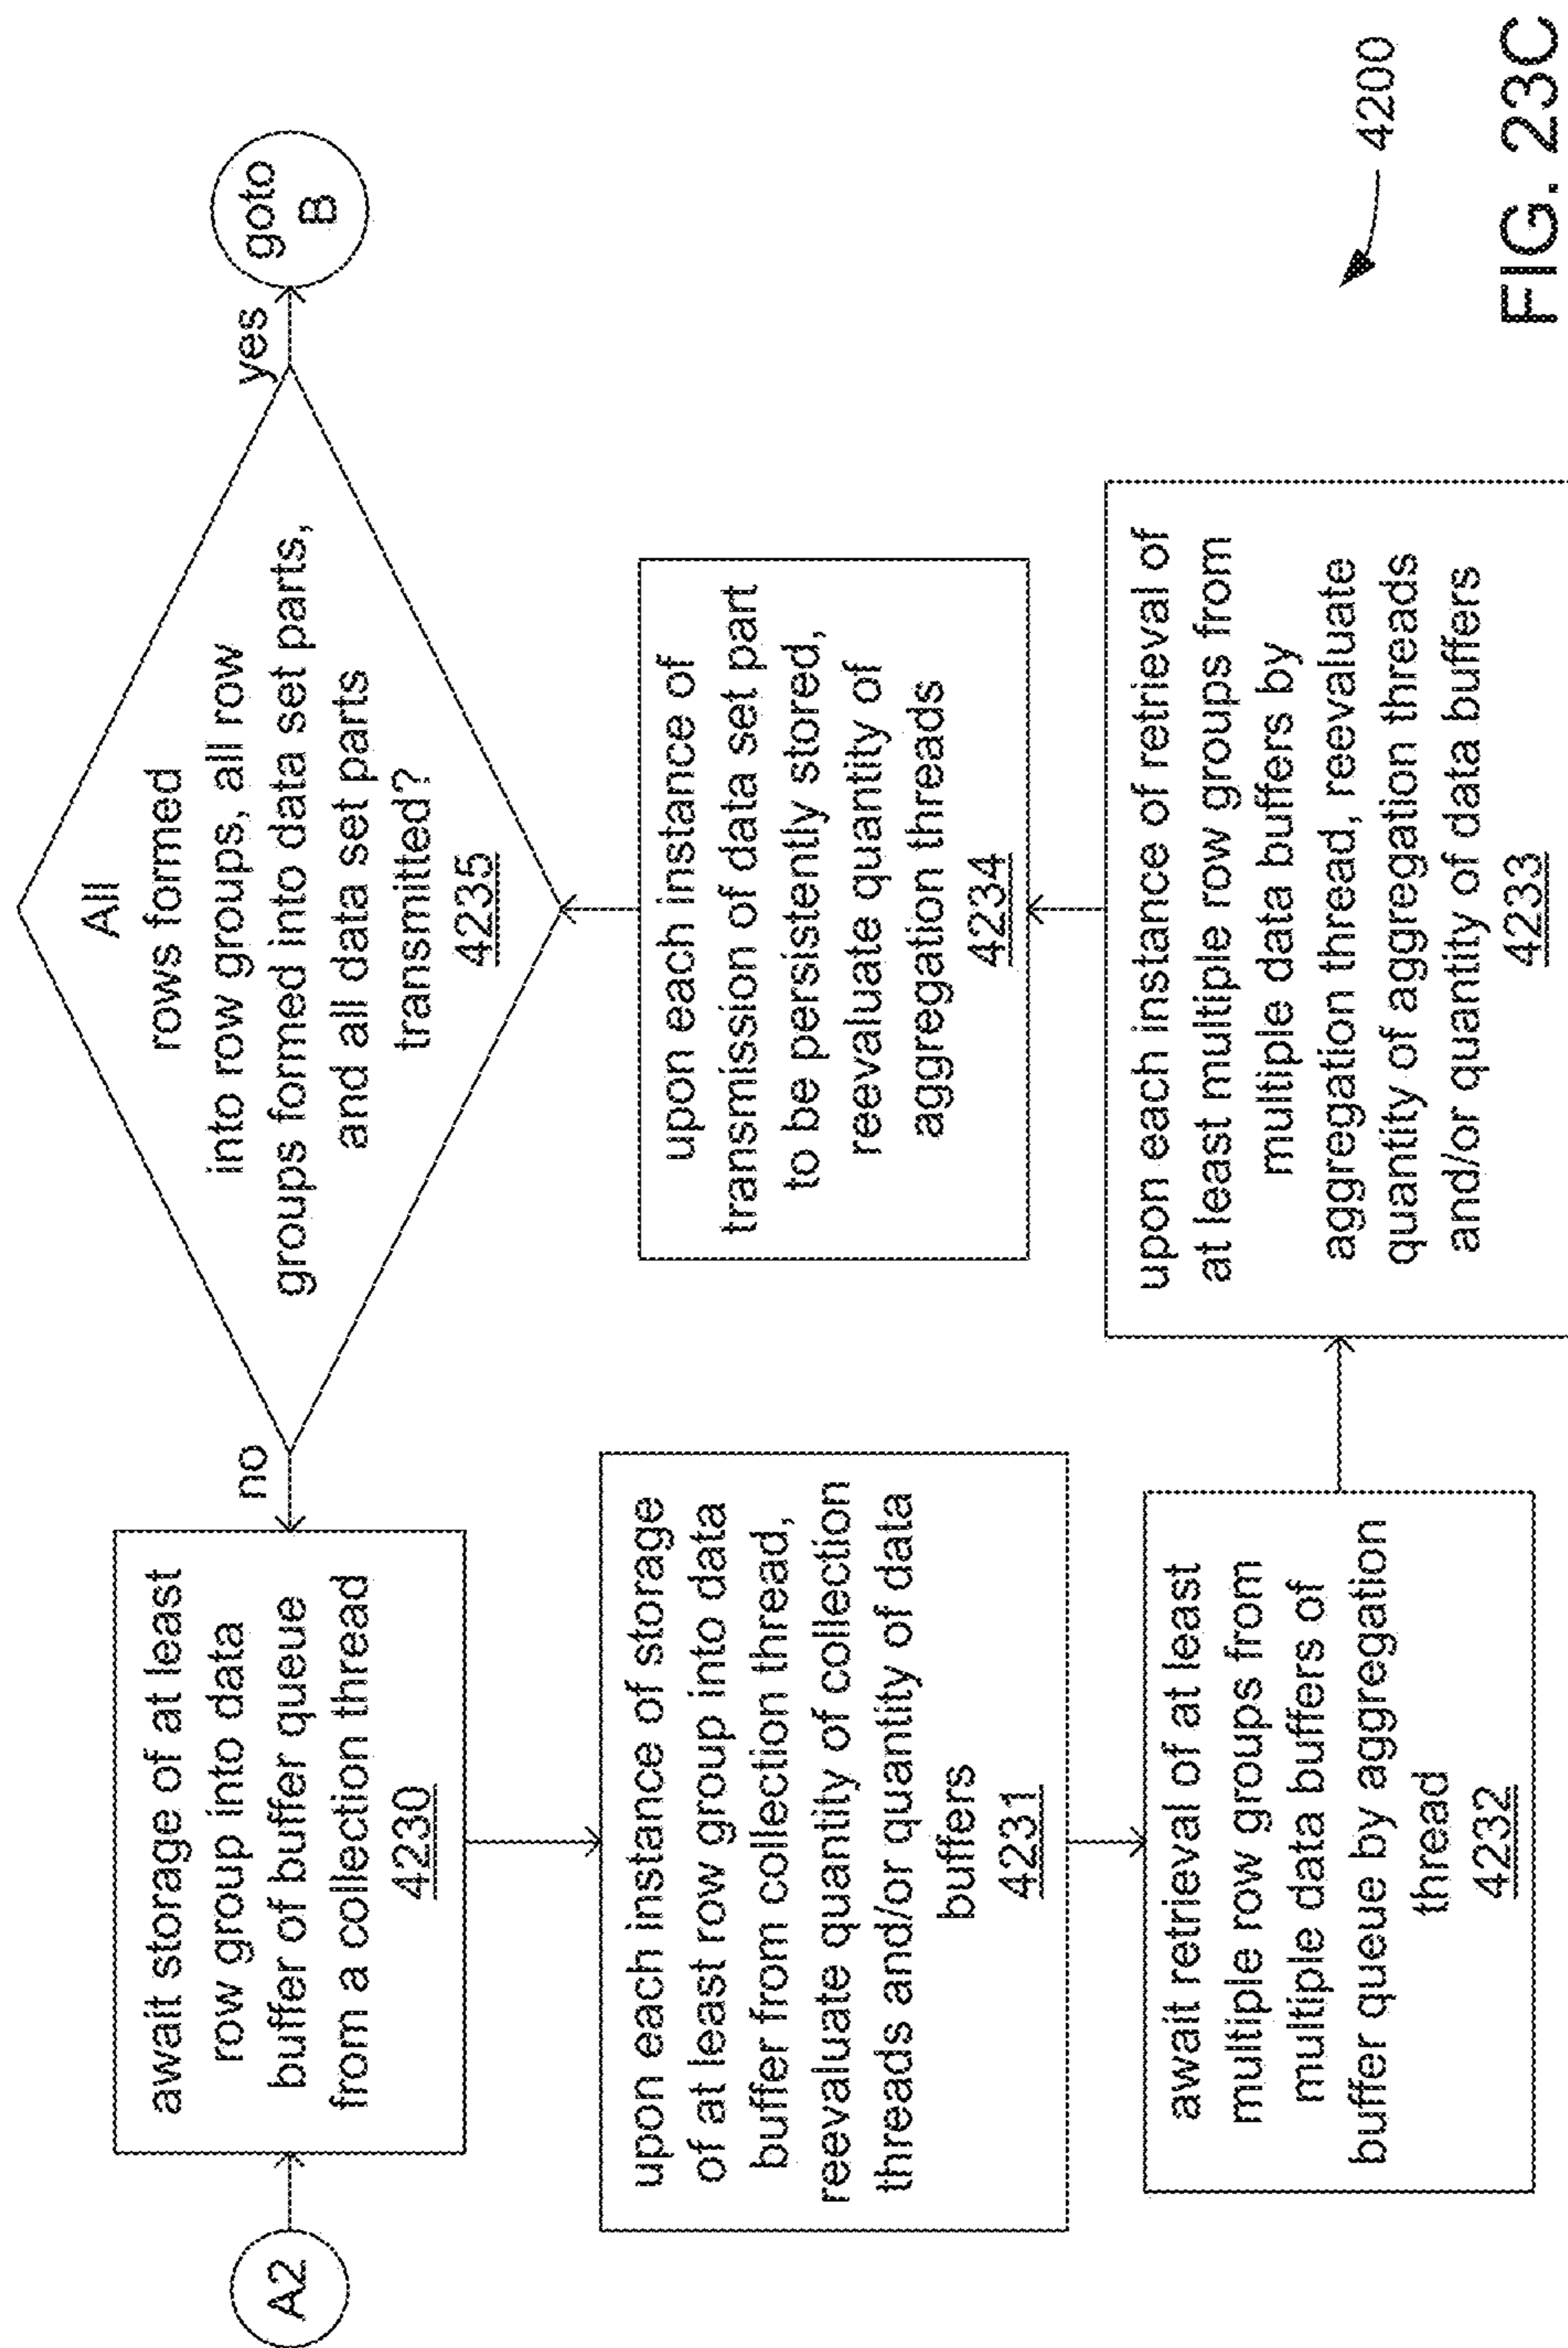 A2
await storage of at least
row group into data
buffer of buffer queue
from a collection thread
4230
upon each instance of storage
of at least row group into data
buffer from collection thread,
reevaluate quantity of collection
threads and/or quantity of data
buffers
4231
await retrieval of at least
multiple row groups from
multiple data buffers of
buffer queue by aggregation
thread
4232
upon each instance of retrieval of
at least multiple row groups from
multiple data buffers by
aggregation thread, reevaluate
quantity of aggregation threads
and/or quantity of data buffers
4233
upon each instance of
transmission of data set part
to be persistently stored,
reevaluate quantity of
aggregation threads
4234
All
rows formed
into row groups, all row
groups formed into data set parts,
and all data set parts
transmitted?
4235
no
yes
goto
B
4200
FIG. 23C